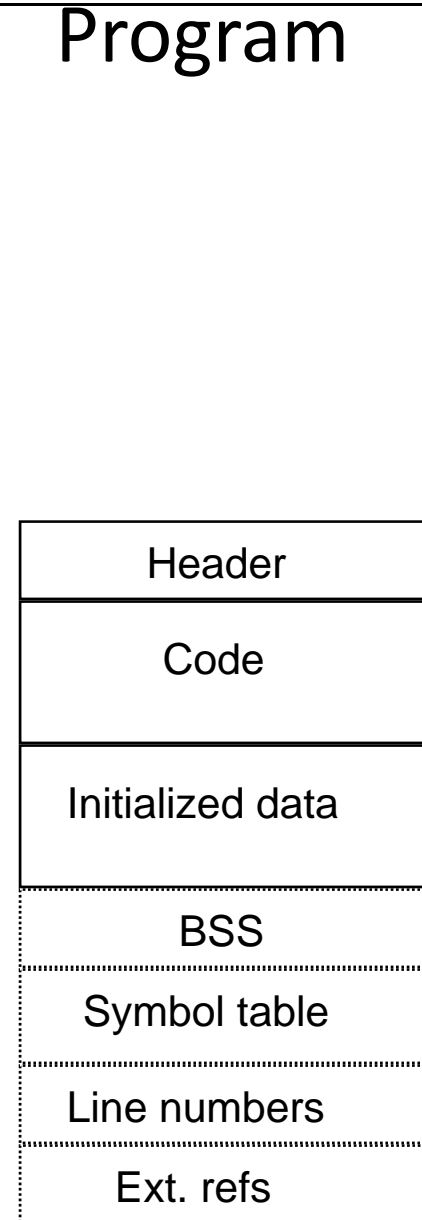 Program
Header
Code
Initialized data
BSS
Symbol table
Line numbers
Ext. refs